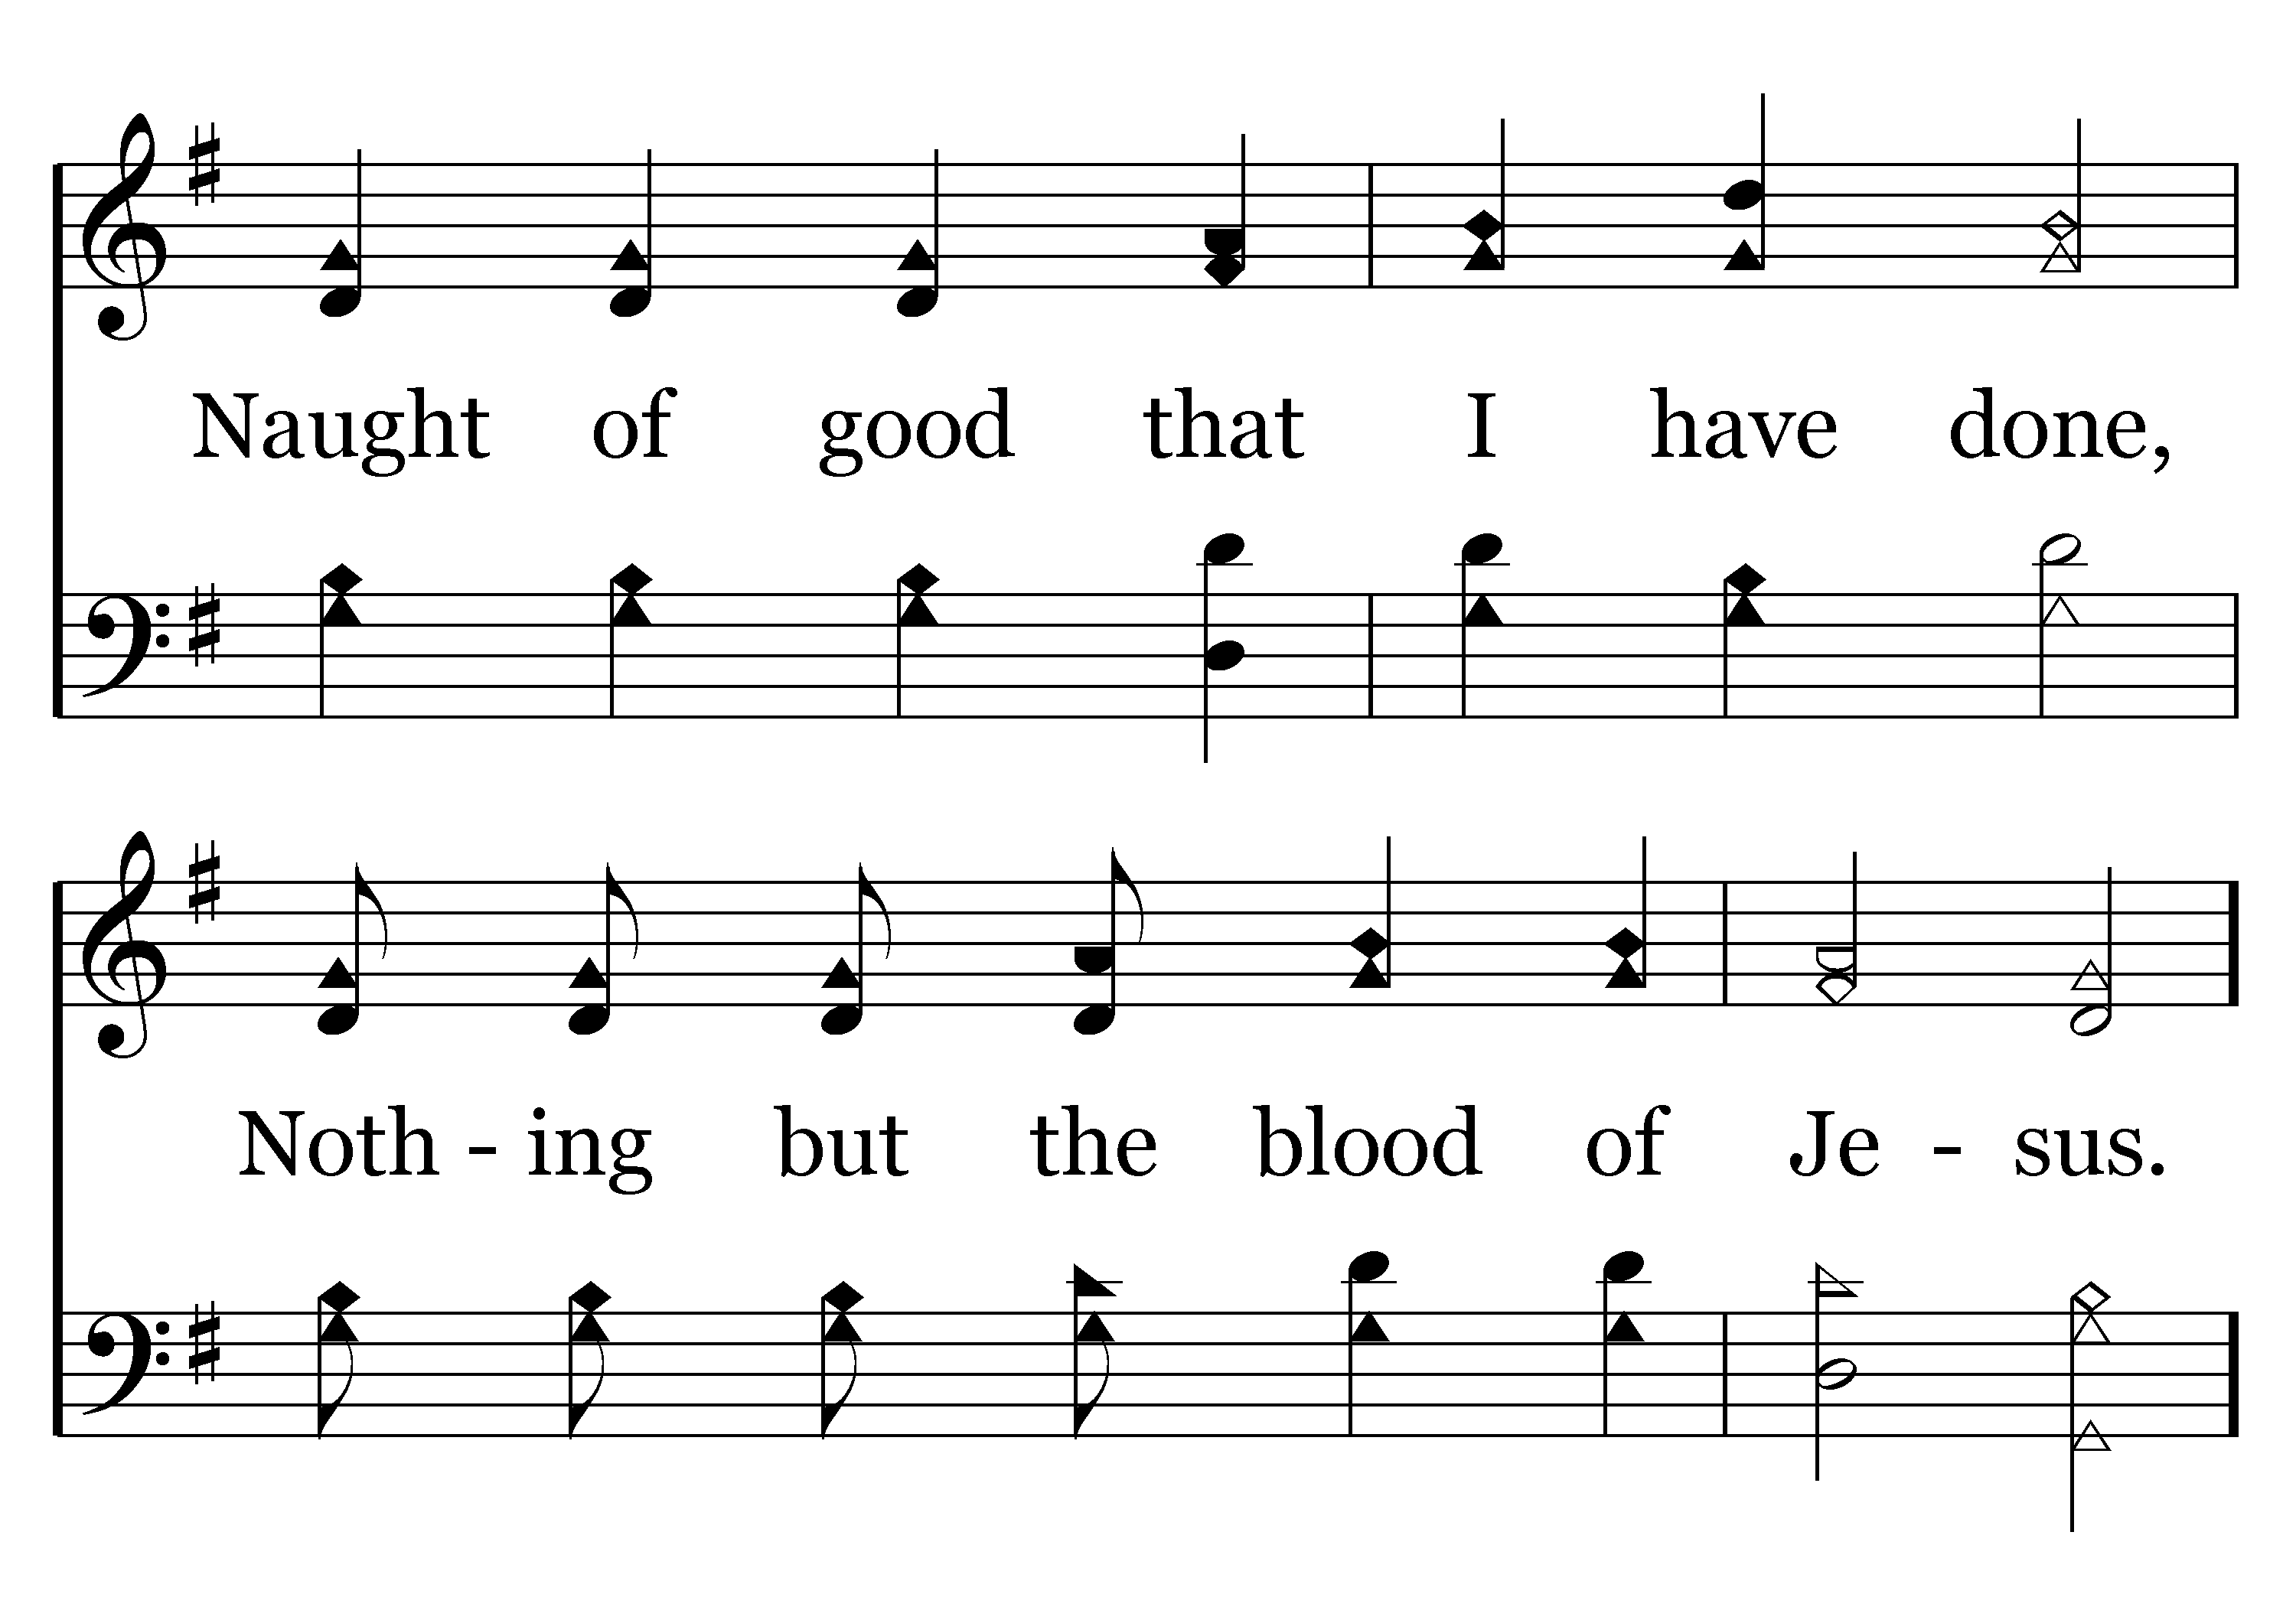 Naught of good that I have done,
Noth - ing but the blood of Je - sus.